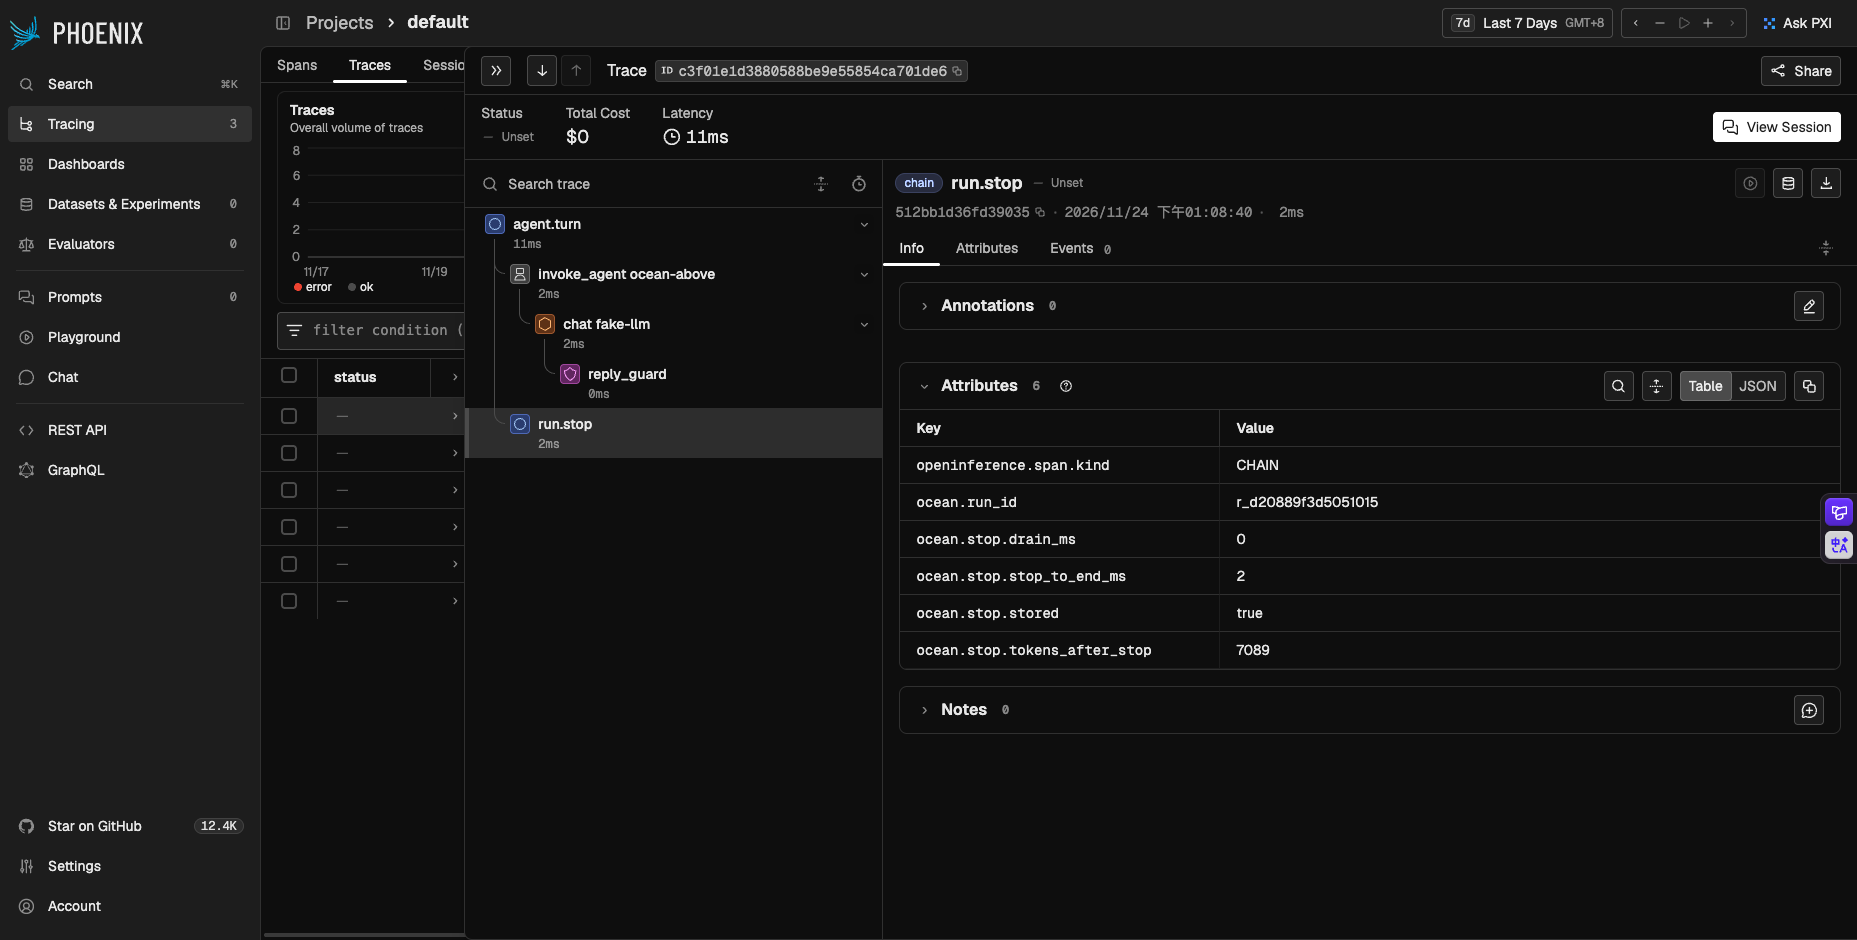 PHOENIX
Search ⌘K
Tracing 3
Dashboards
Datasets & Experiments 0
Evaluators 0
Prompts 0
Playground
Chat
REST API
GraphQL
Star on GitHub 12.4K
Settings
Account
Projects › default
7d Last 7 Days GMT+8
Ask PXI
Spans Traces Sessio
Traces
Overall volume of traces
8
6
4
2
0
11/17 11/19
error ok
filter condition (
status
—
—
—
—
—
—
Trace ID c3f01e1d3880588be9e55854ca701de6
Share
Status Total Cost Latency
— Unset $0 11ms
View Session
Search trace
agent.turn
11ms
invoke_agent ocean-above
2ms
chat fake-llm
2ms
reply_guard
0ms
run.stop
2ms
chain run.stop — Unset
512bb1d36fd39035 · 2026/11/24 下午01:08:40 · 2ms
Info Attributes Events 0
Annotations 0
Attributes 6
Table JSON
Key Value
openinference.span.kind CHAIN
ocean.run_id r_d20889f3d5051015
ocean.stop.drain_ms 0
ocean.stop.stop_to_end_ms 2
ocean.stop.stored true
ocean.stop.tokens_after_stop 7089
Notes 0
中A